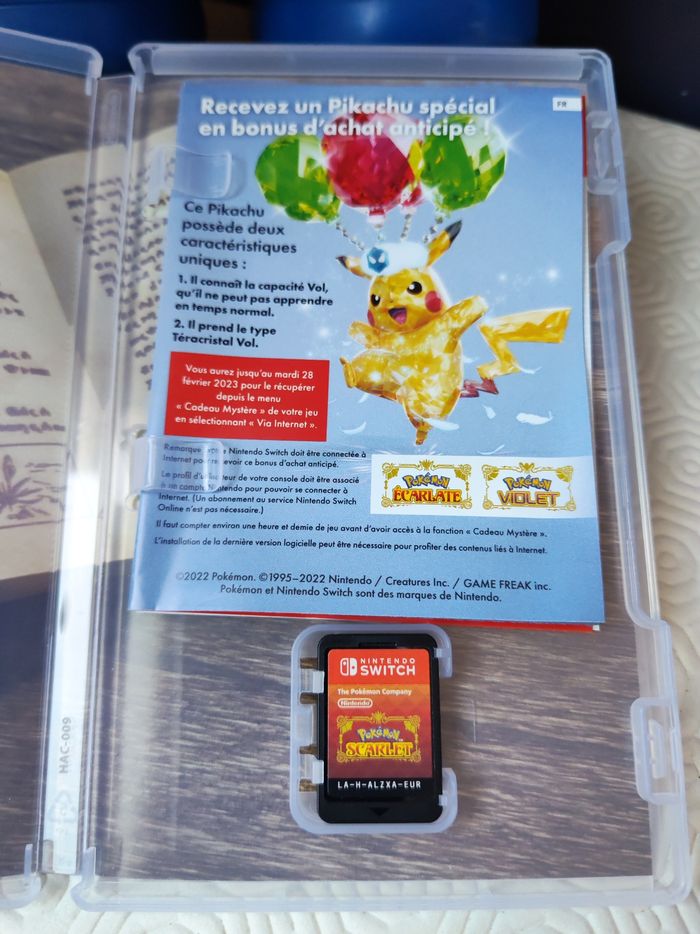 Recevez un Pikachu spécial
en bonus d'achat anticipé !
FR
Ce Pikachu
possède deux
caractéristiques
uniques :
1. Il connaît la capacité Vol,
qu'il ne peut pas apprendre
en temps normal.
2. Il prend le type
Téracristal Vol.
Vous aurez jusqu'au mardi 28
février 2023 pour le récupérer
depuis le menu
« Cadeau Mystère » de votre jeu
en sélectionnant « Via Internet ».
Remarque : votre Nintendo Switch doit être connectée à
Internet pour recevoir ce bonus d'achat anticipé.
Le profil d'utilisateur de votre console doit être associé
à un compte Nintendo pour pouvoir se connecter à
Internet. (Un abonnement au service Nintendo Switch
Online n'est pas nécessaire.)
POKÉMON
ÉCARLATE
POKÉMON
VIOLET
Il faut compter environ une heure et demie de jeu avant d'avoir accès à la fonction « Cadeau Mystère ».
L'installation de la dernière version logicielle peut être nécessaire pour profiter des contenus liés à Internet.
©2022 Pokémon. ©1995–2022 Nintendo / Creatures Inc. / GAME FREAK inc.
Pokémon et Nintendo Switch sont des marques de Nintendo.
NINTENDO
SWITCH
The Pokémon Company
Nintendo
POKÉMON
SCARLET
LA-H-ALZXA-EUR
HAC-009